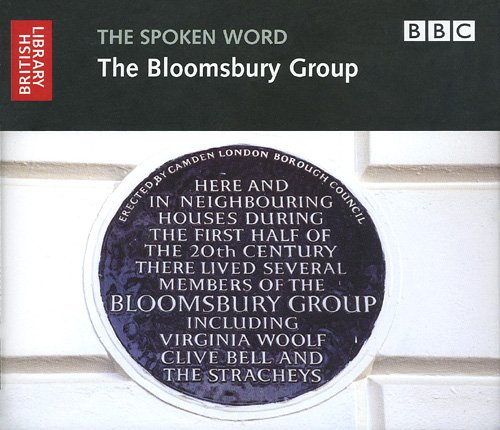 LIBRARY
BRITISH
THE SPOKEN WORD
The Bloomsbury Group
BBC
ERECTED BY CAMDEN LONDON BOROUGH COUNCIL
HERE AND
IN NEIGHBOURING
HOUSES DURING
THE FIRST HALF OF
THE 20th CENTURY
THERE LIVED SEVERAL
MEMBERS OF THE
BLOOMSBURY GROUP
INCLUDING
VIRGINIA WOOLF
CLIVE BELL AND
THE STRACHEYS